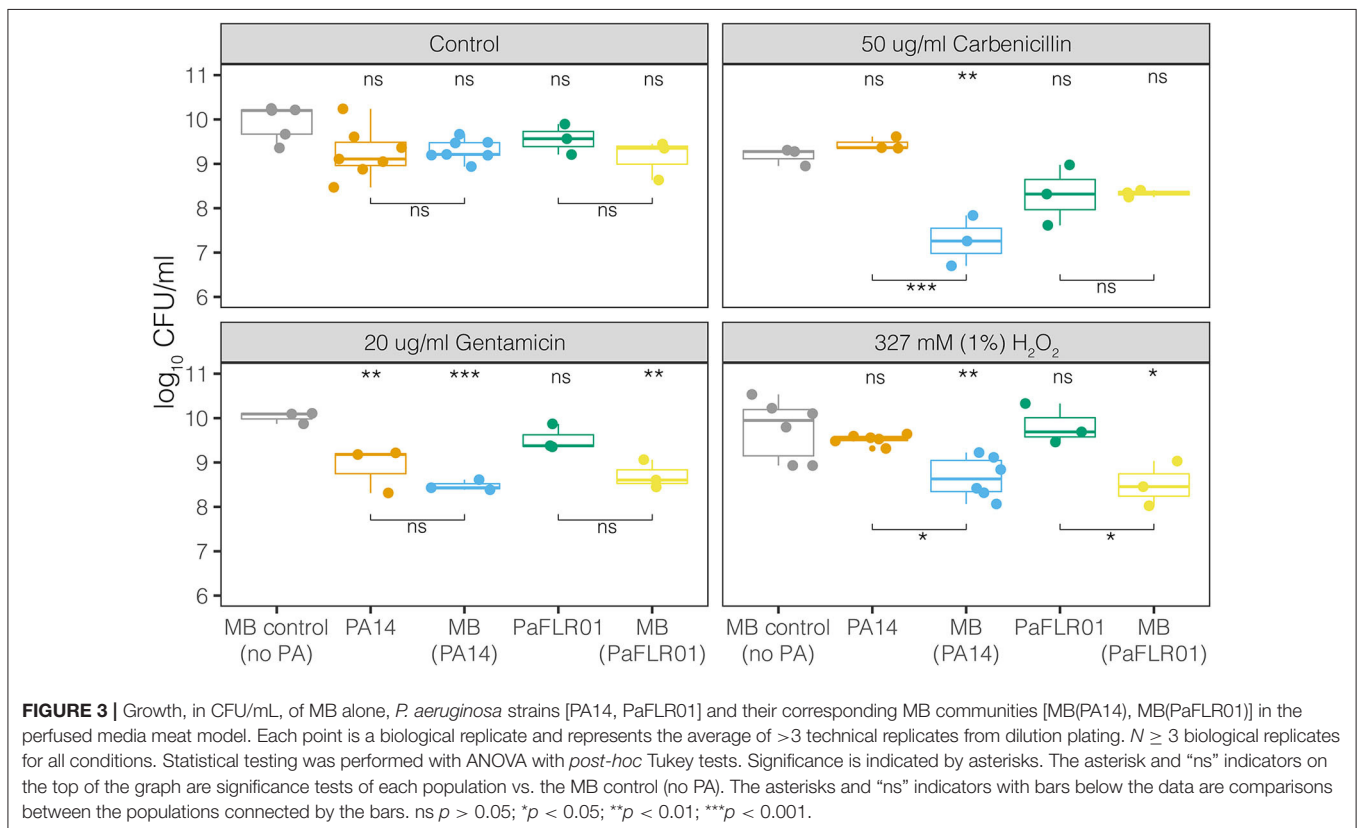 Control
50 ug/ml Carbenicillin
log₁₀ CFU/ml
11
10
9
8
7
6
ns
ns
ns
ns
ns
ns
ns
**
ns
ns
***
ns
20 ug/ml Gentamicin
327 mM (1%) H₂O₂
11
10
9
8
7
6
**
***
ns
**
ns
ns
ns
**
ns
*
*
*
MB control
(no PA)
PA14
MB
(PA14)
PaFLR01
MB
(PaFLR01)
MB control
(no PA)
PA14
MB
(PA14)
PaFLR01
MB
(PaFLR01)
FIGURE 3 | Growth, in CFU/mL, of MB alone, P. aeruginosa strains [PA14, PaFLR01] and their corresponding MB communities [MB(PA14), MB(PaFLR01)] in the
perfused media meat model. Each point is a biological replicate and represents the average of >3 technical replicates from dilution plating. N ≥ 3 biological replicates
for all conditions. Statistical testing was performed with ANOVA with post-hoc Tukey tests. Significance is indicated by asterisks. The asterisk and “ns” indicators on
the top of the graph are significance tests of each population vs. the MB control (no PA). The asterisks and “ns” indicators with bars below the data are comparisons
between the populations connected by the bars. ns p > 0.05; *p < 0.05; **p < 0.01; ***p < 0.001.